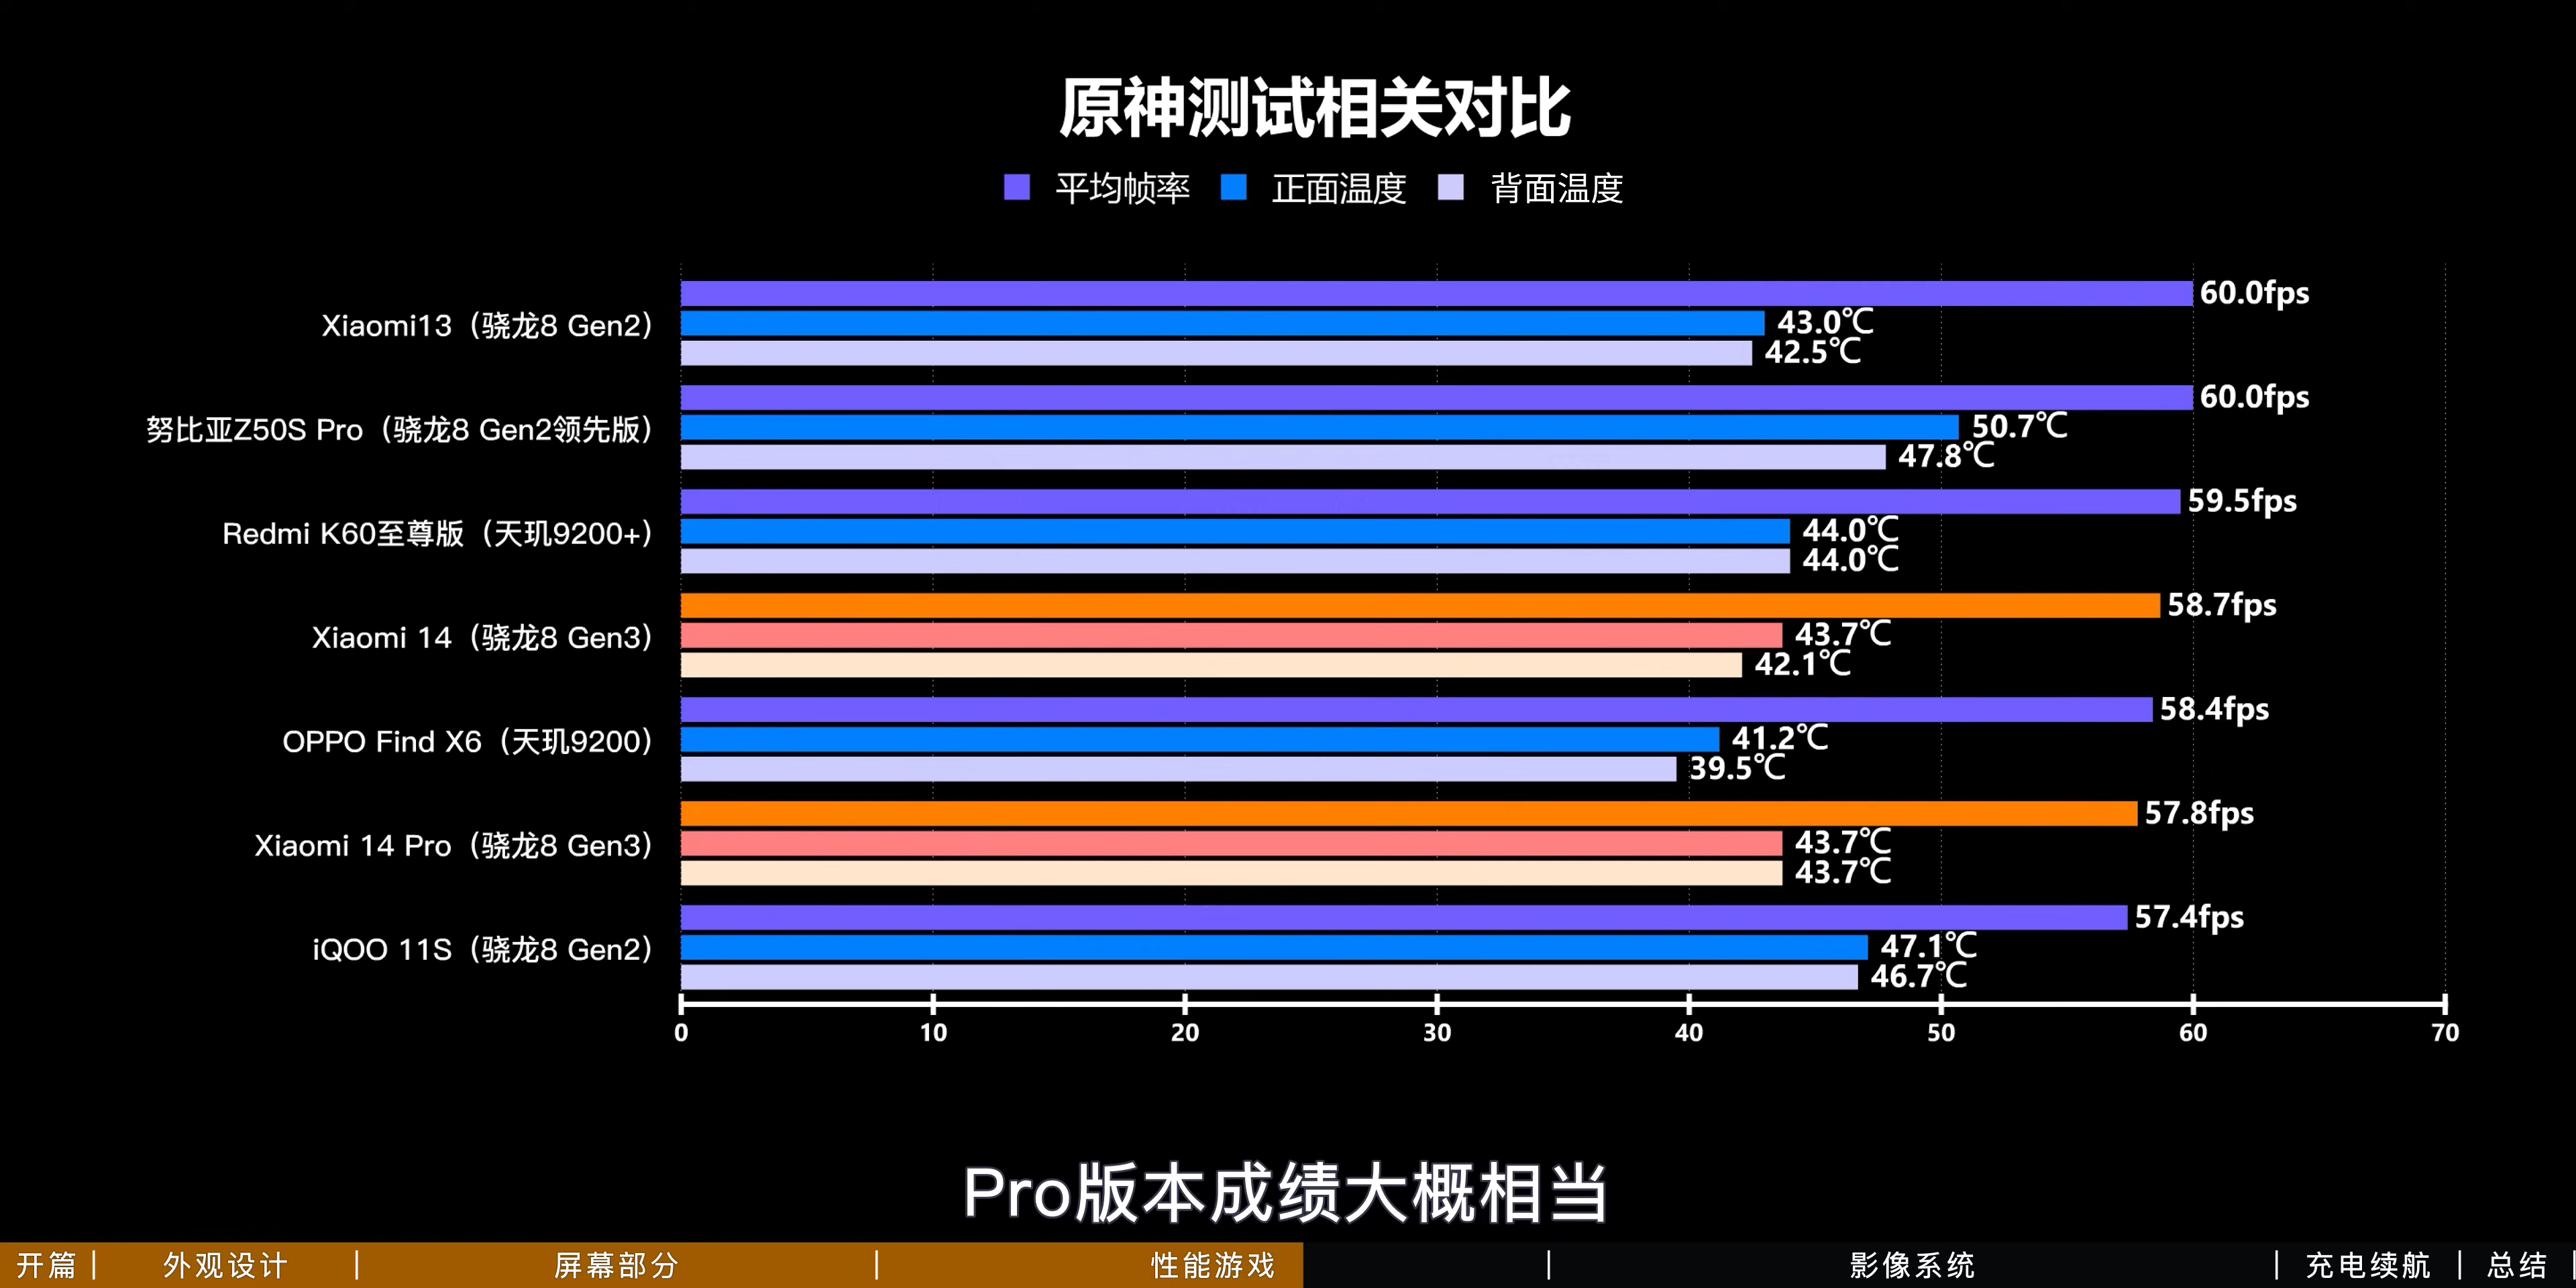 原神测试相关对比
平均帧率 正面温度 背面温度
Xiaomi13（骁龙8 Gen2）
60.0fps
43.0℃
42.5℃
努比亚Z50S Pro（骁龙8 Gen2领先版）
60.0fps
50.7℃
47.8℃
Redmi K60至尊版（天玑9200+）
59.5fps
44.0℃
44.0℃
Xiaomi 14（骁龙8 Gen3）
58.7fps
43.7℃
42.1℃
OPPO Find X6（天玑9200）
58.4fps
41.2℃
39.5℃
Xiaomi 14 Pro（骁龙8 Gen3）
57.8fps
43.7℃
43.7℃
iQOO 11S（骁龙8 Gen2）
57.4fps
47.1℃
46.7℃
0 10 20 30 40 50 60 70
Pro版本成绩大概相当
开篇 | 外观设计 | 屏幕部分 | 性能游戏 | 影像系统 | 充电续航 | 总结